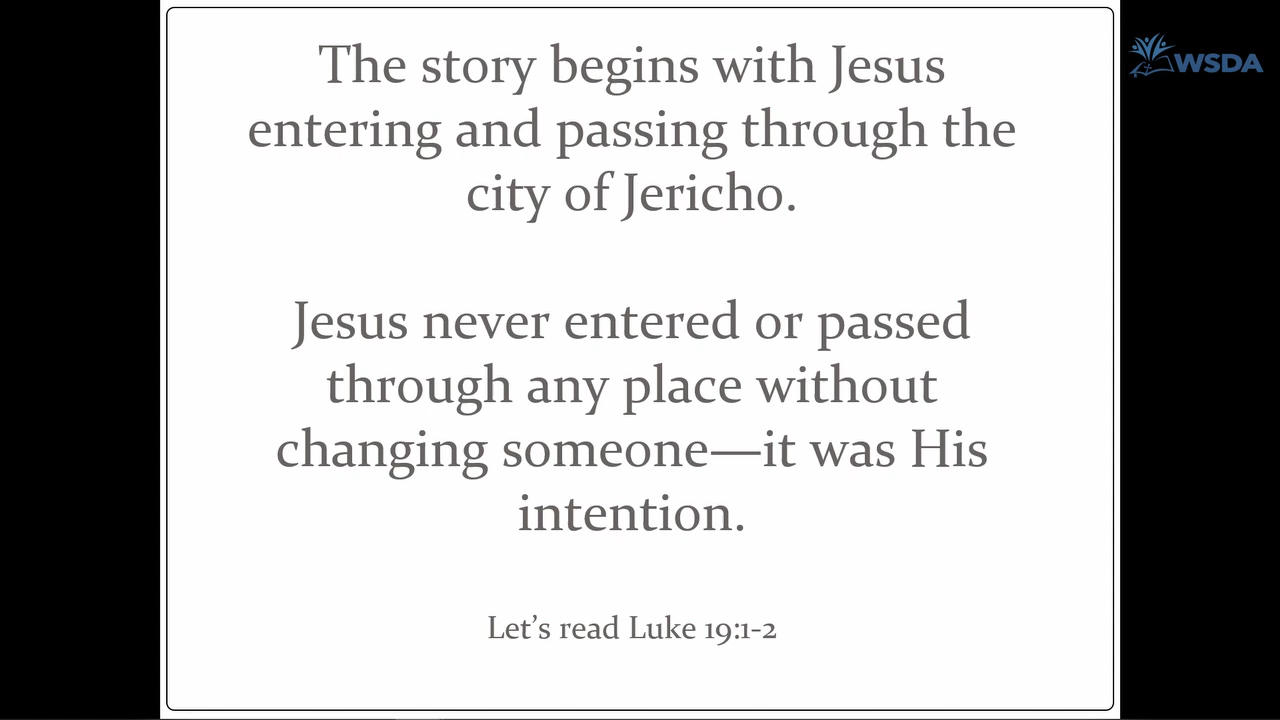 The story begins with Jesus
entering and passing through the
city of Jericho.
Jesus never entered or passed
through any place without
changing someone—it was His
intention.
Let’s read Luke 19:1-2
WSDA